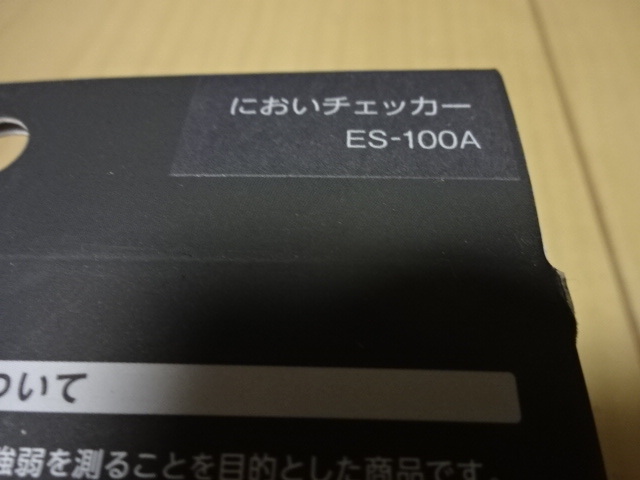 においチェッカー
ES-100A
ついて
強弱を測ることを目的とした商品です。